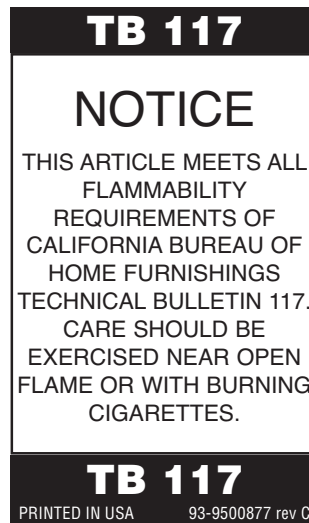 TB 117
NOTICE
THIS ARTICLE MEETS ALL
FLAMMABILITY
REQUIREMENTS OF
CALIFORNIA BUREAU OF
HOME FURNISHINGS
TECHNICAL BULLETIN 117.
CARE SHOULD BE
EXERCISED NEAR OPEN
FLAME OR WITH BURNING
CIGARETTES.
TB 117
PRINTED IN USA 93-9500877 rev C